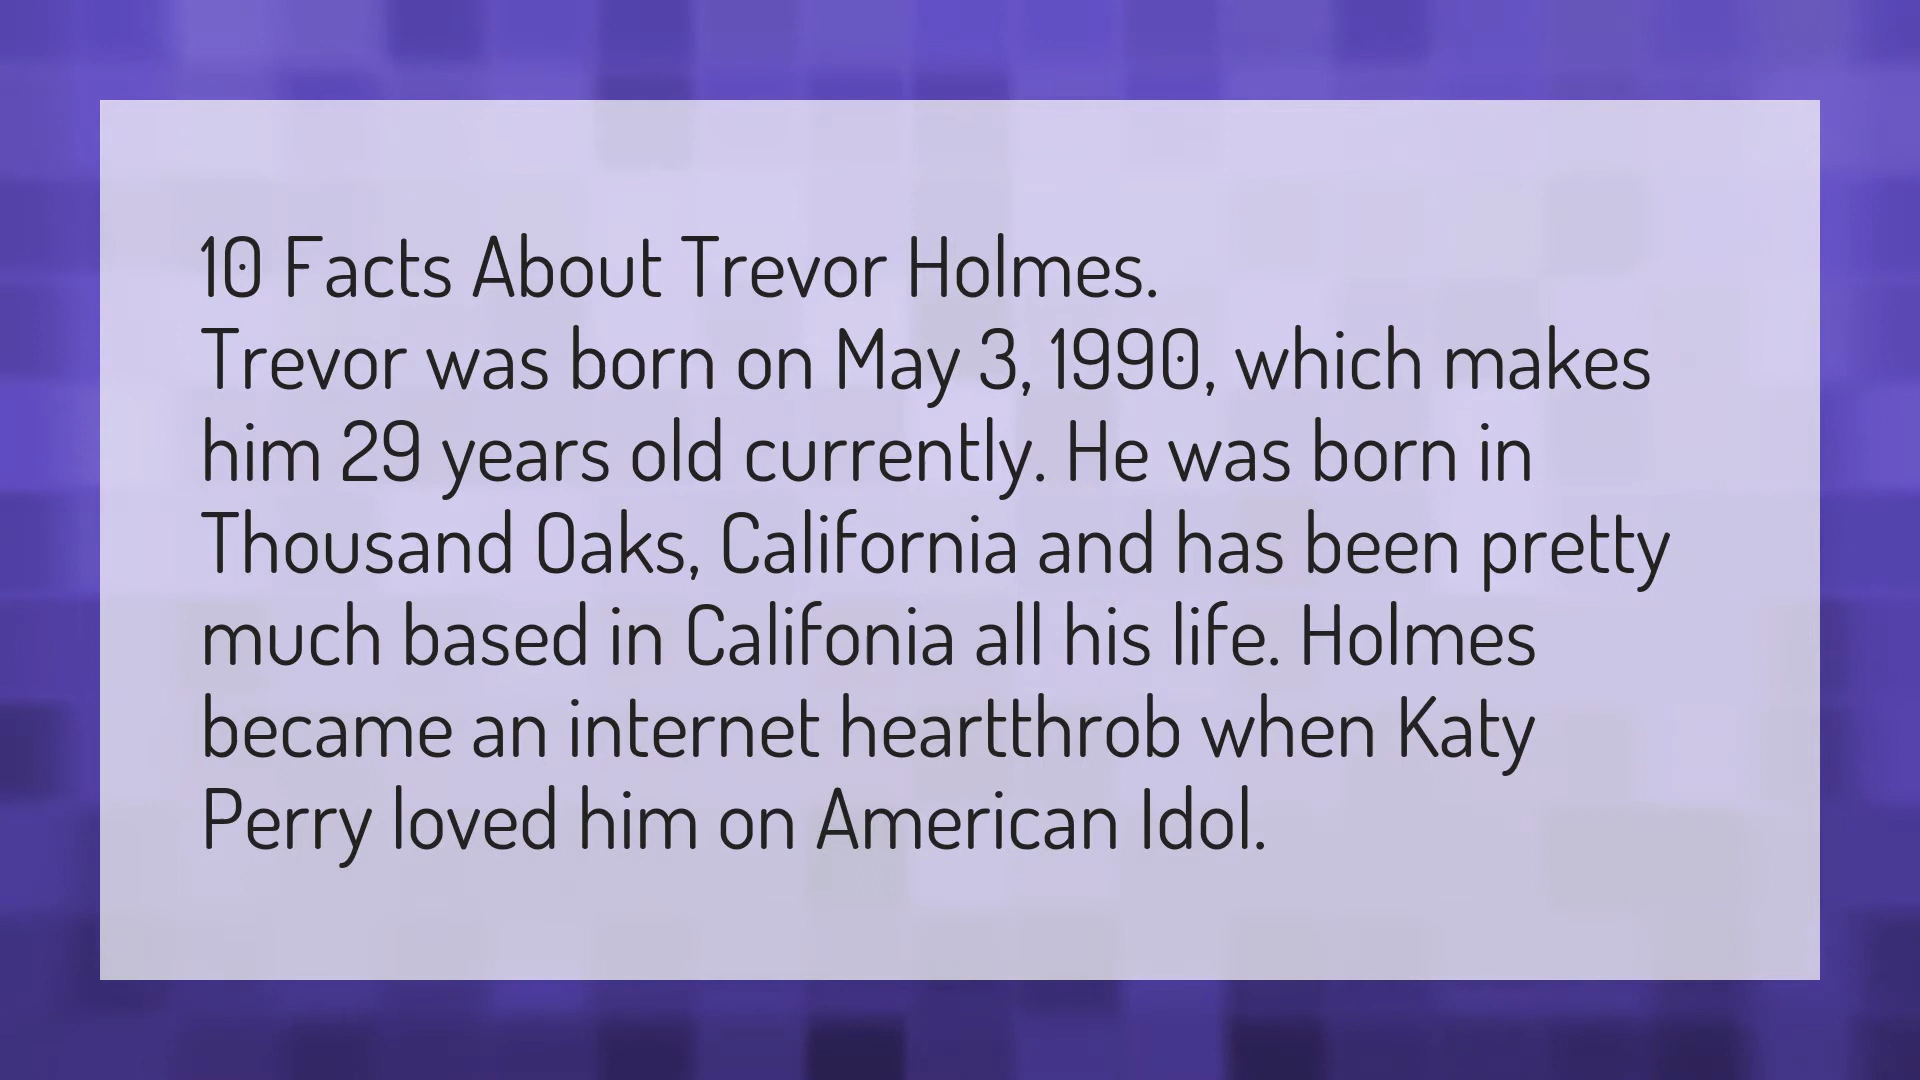 10 Facts About Trevor Holmes.
Trevor was born on May 3, 1990, which makes
him 29 years old currently. He was born in
Thousand Oaks, California and has been pretty
much based in Califonia all his life. Holmes
became an internet heartthrob when Katy
Perry loved him on American Idol.